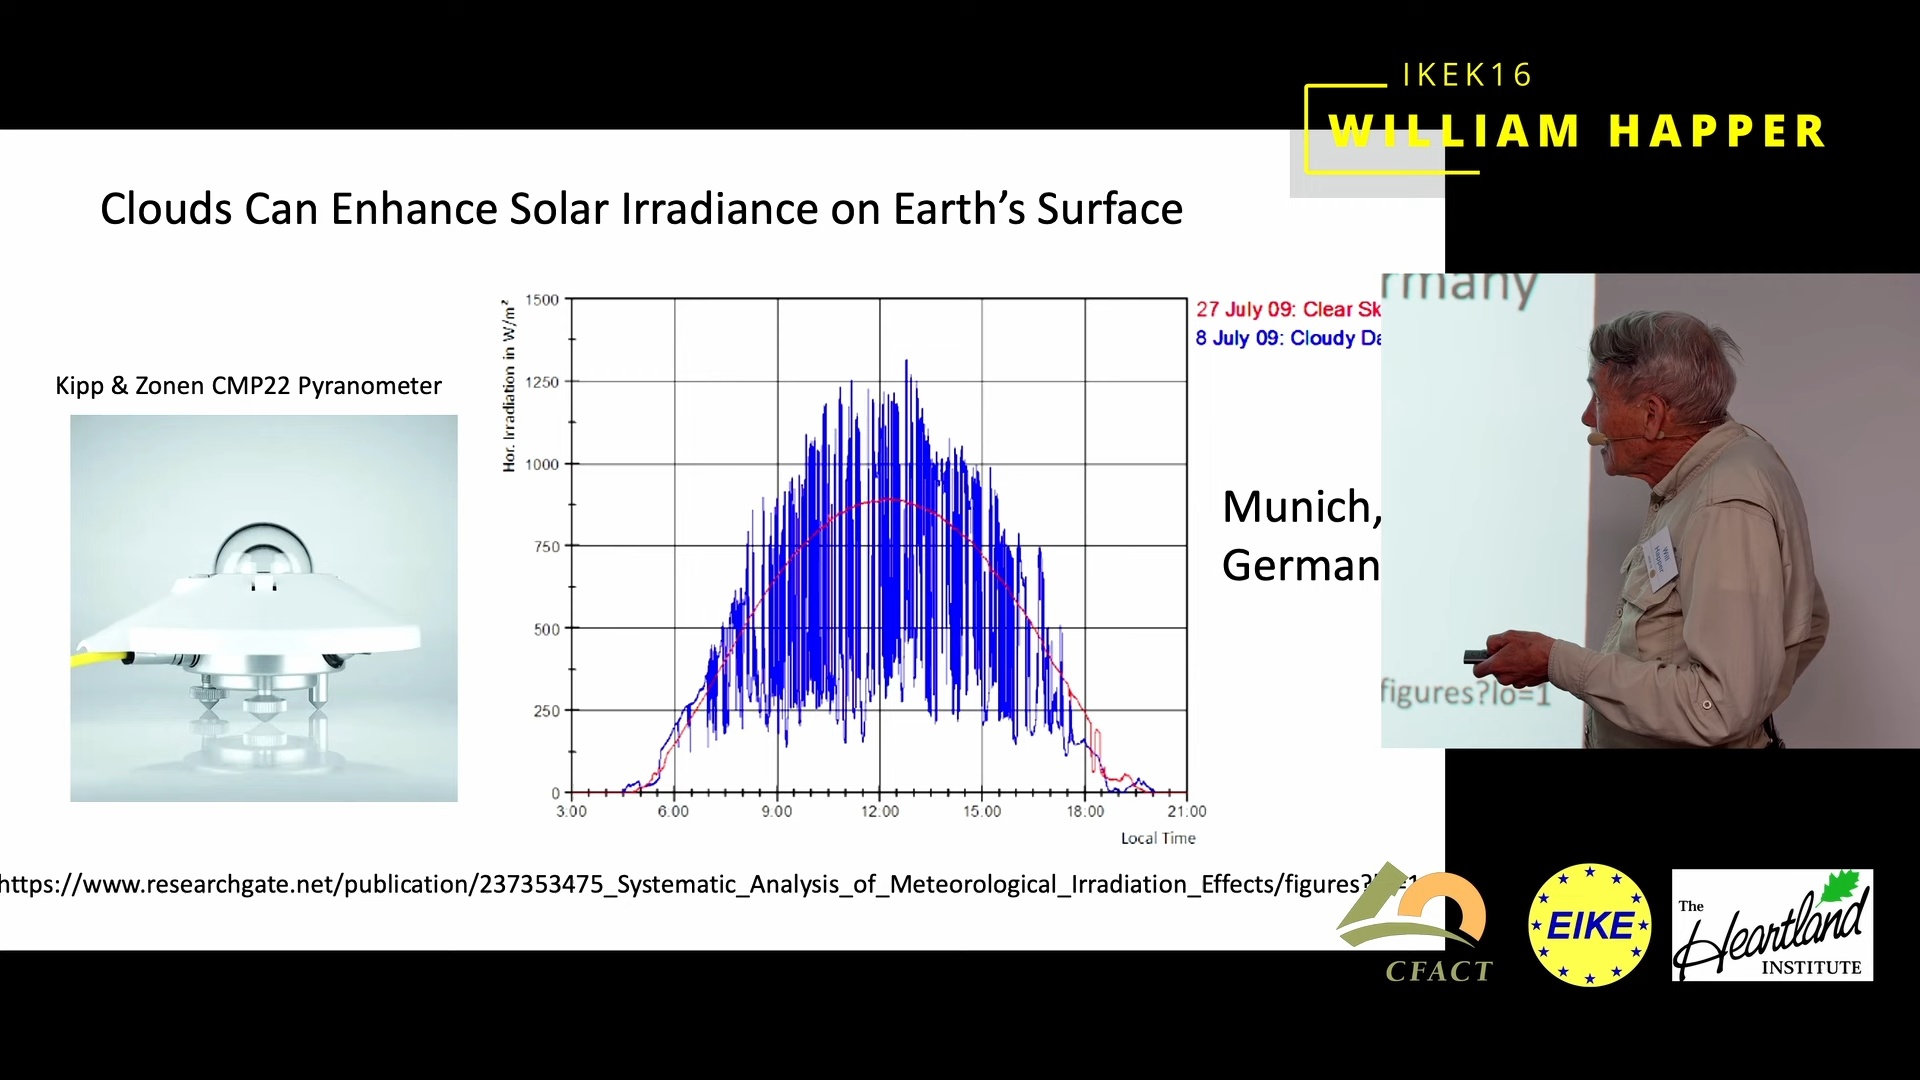 IKEK16
WILLIAM HAPPER
Clouds Can Enhance Solar Irradiance on Earth's Surface
Kipp & Zonen CMP22 Pyranometer
Hor. Irradiation in W/m²
1500
1250
1000
750
500
250
0
3:00 6:00 9:00 12:00 15:00 18:00 21:00
Local Time
27 July 09: Clear Sk
8 July 09: Cloudy Da
Munich,
German
rmany
Will
Happer
figures?lo=1
https://www.researchgate.net/publication/237353475_Systematic_Analysis_of_Meteorological_Irradiation_Effects/figures?
CFACT
EIKE
The
Heartland
INSTITUTE